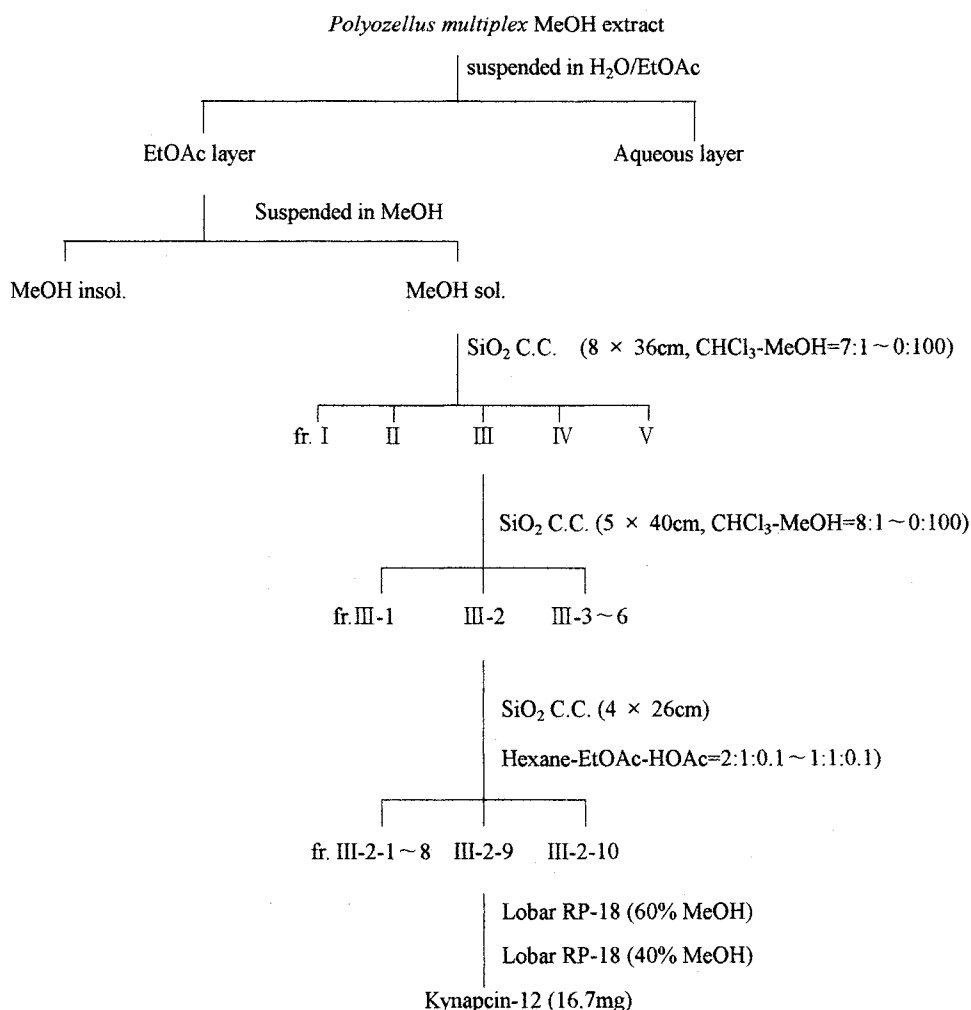 Polyozellus multiplex MeOH extract
suspended in H₂O/EtOAc
EtOAc layer Aqueous layer
Suspended in MeOH
MeOH insol. MeOH sol.
SiO₂ C.C. (8 × 36cm, CHCl₃-MeOH=7:1～0:100)
fr. Ⅰ Ⅱ Ⅲ Ⅳ Ⅴ
SiO₂ C.C. (5 × 40cm, CHCl₃-MeOH=8:1～0:100)
fr.Ⅲ-1 Ⅲ-2 Ⅲ-3～6
SiO₂ C.C. (4 × 26cm)
Hexane-EtOAc-HOAc=2:1:0.1～1:1:0.1)
fr. Ⅲ-2-1～8 Ⅲ-2-9 Ⅲ-2-10
Lobar RP-18 (60% MeOH)
Lobar RP-18 (40% MeOH)
Kynapcin-12 (16.7mg)